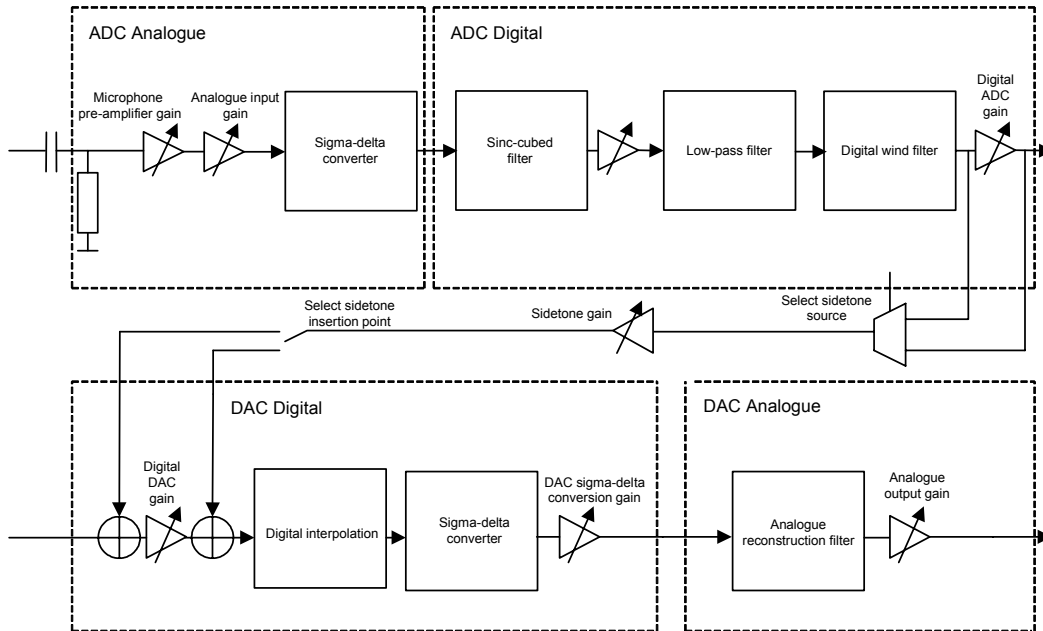 ADC Analogue
ADC Digital
Microphone
pre-amplifier gain
Analogue input
gain
Sigma-delta
converter
Sinc-cubed
filter
Low-pass filter
Digital wind filter
Digital
ADC
gain
Select sidetone
insertion point
Sidetone gain
Select sidetone
source
DAC Digital
DAC Analogue
Digital
DAC
gain
Digital interpolation
Sigma-delta
converter
DAC sigma-delta
conversion gain
Analogue
reconstruction filter
Analogue
output gain